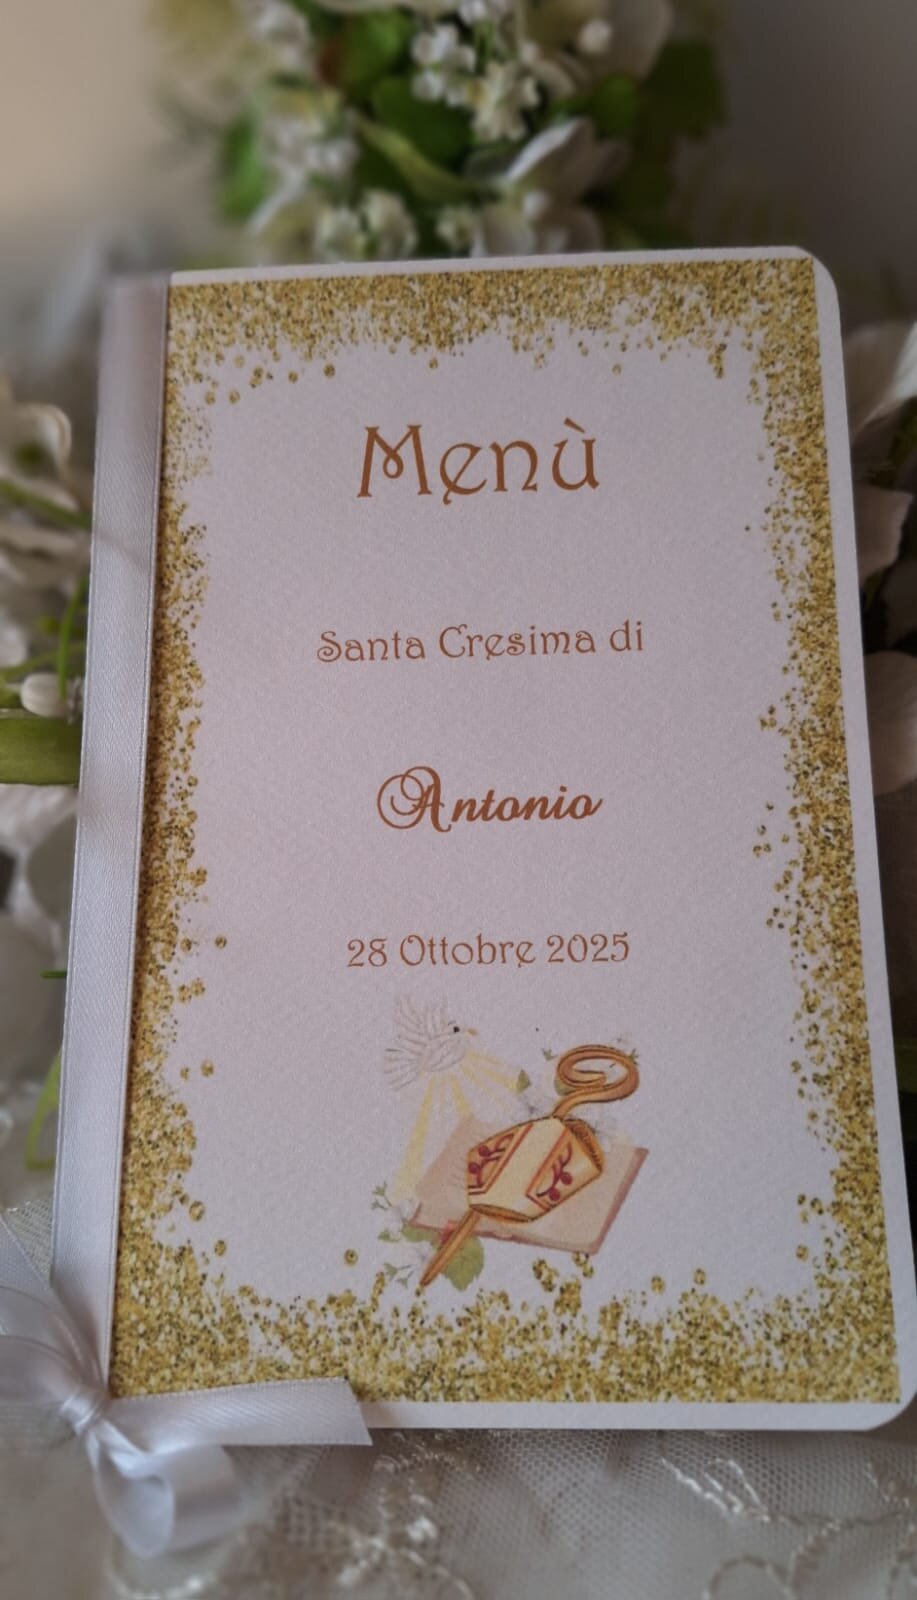 Menù
Santa Cresima di
Antonio
28 Ottobre 2025